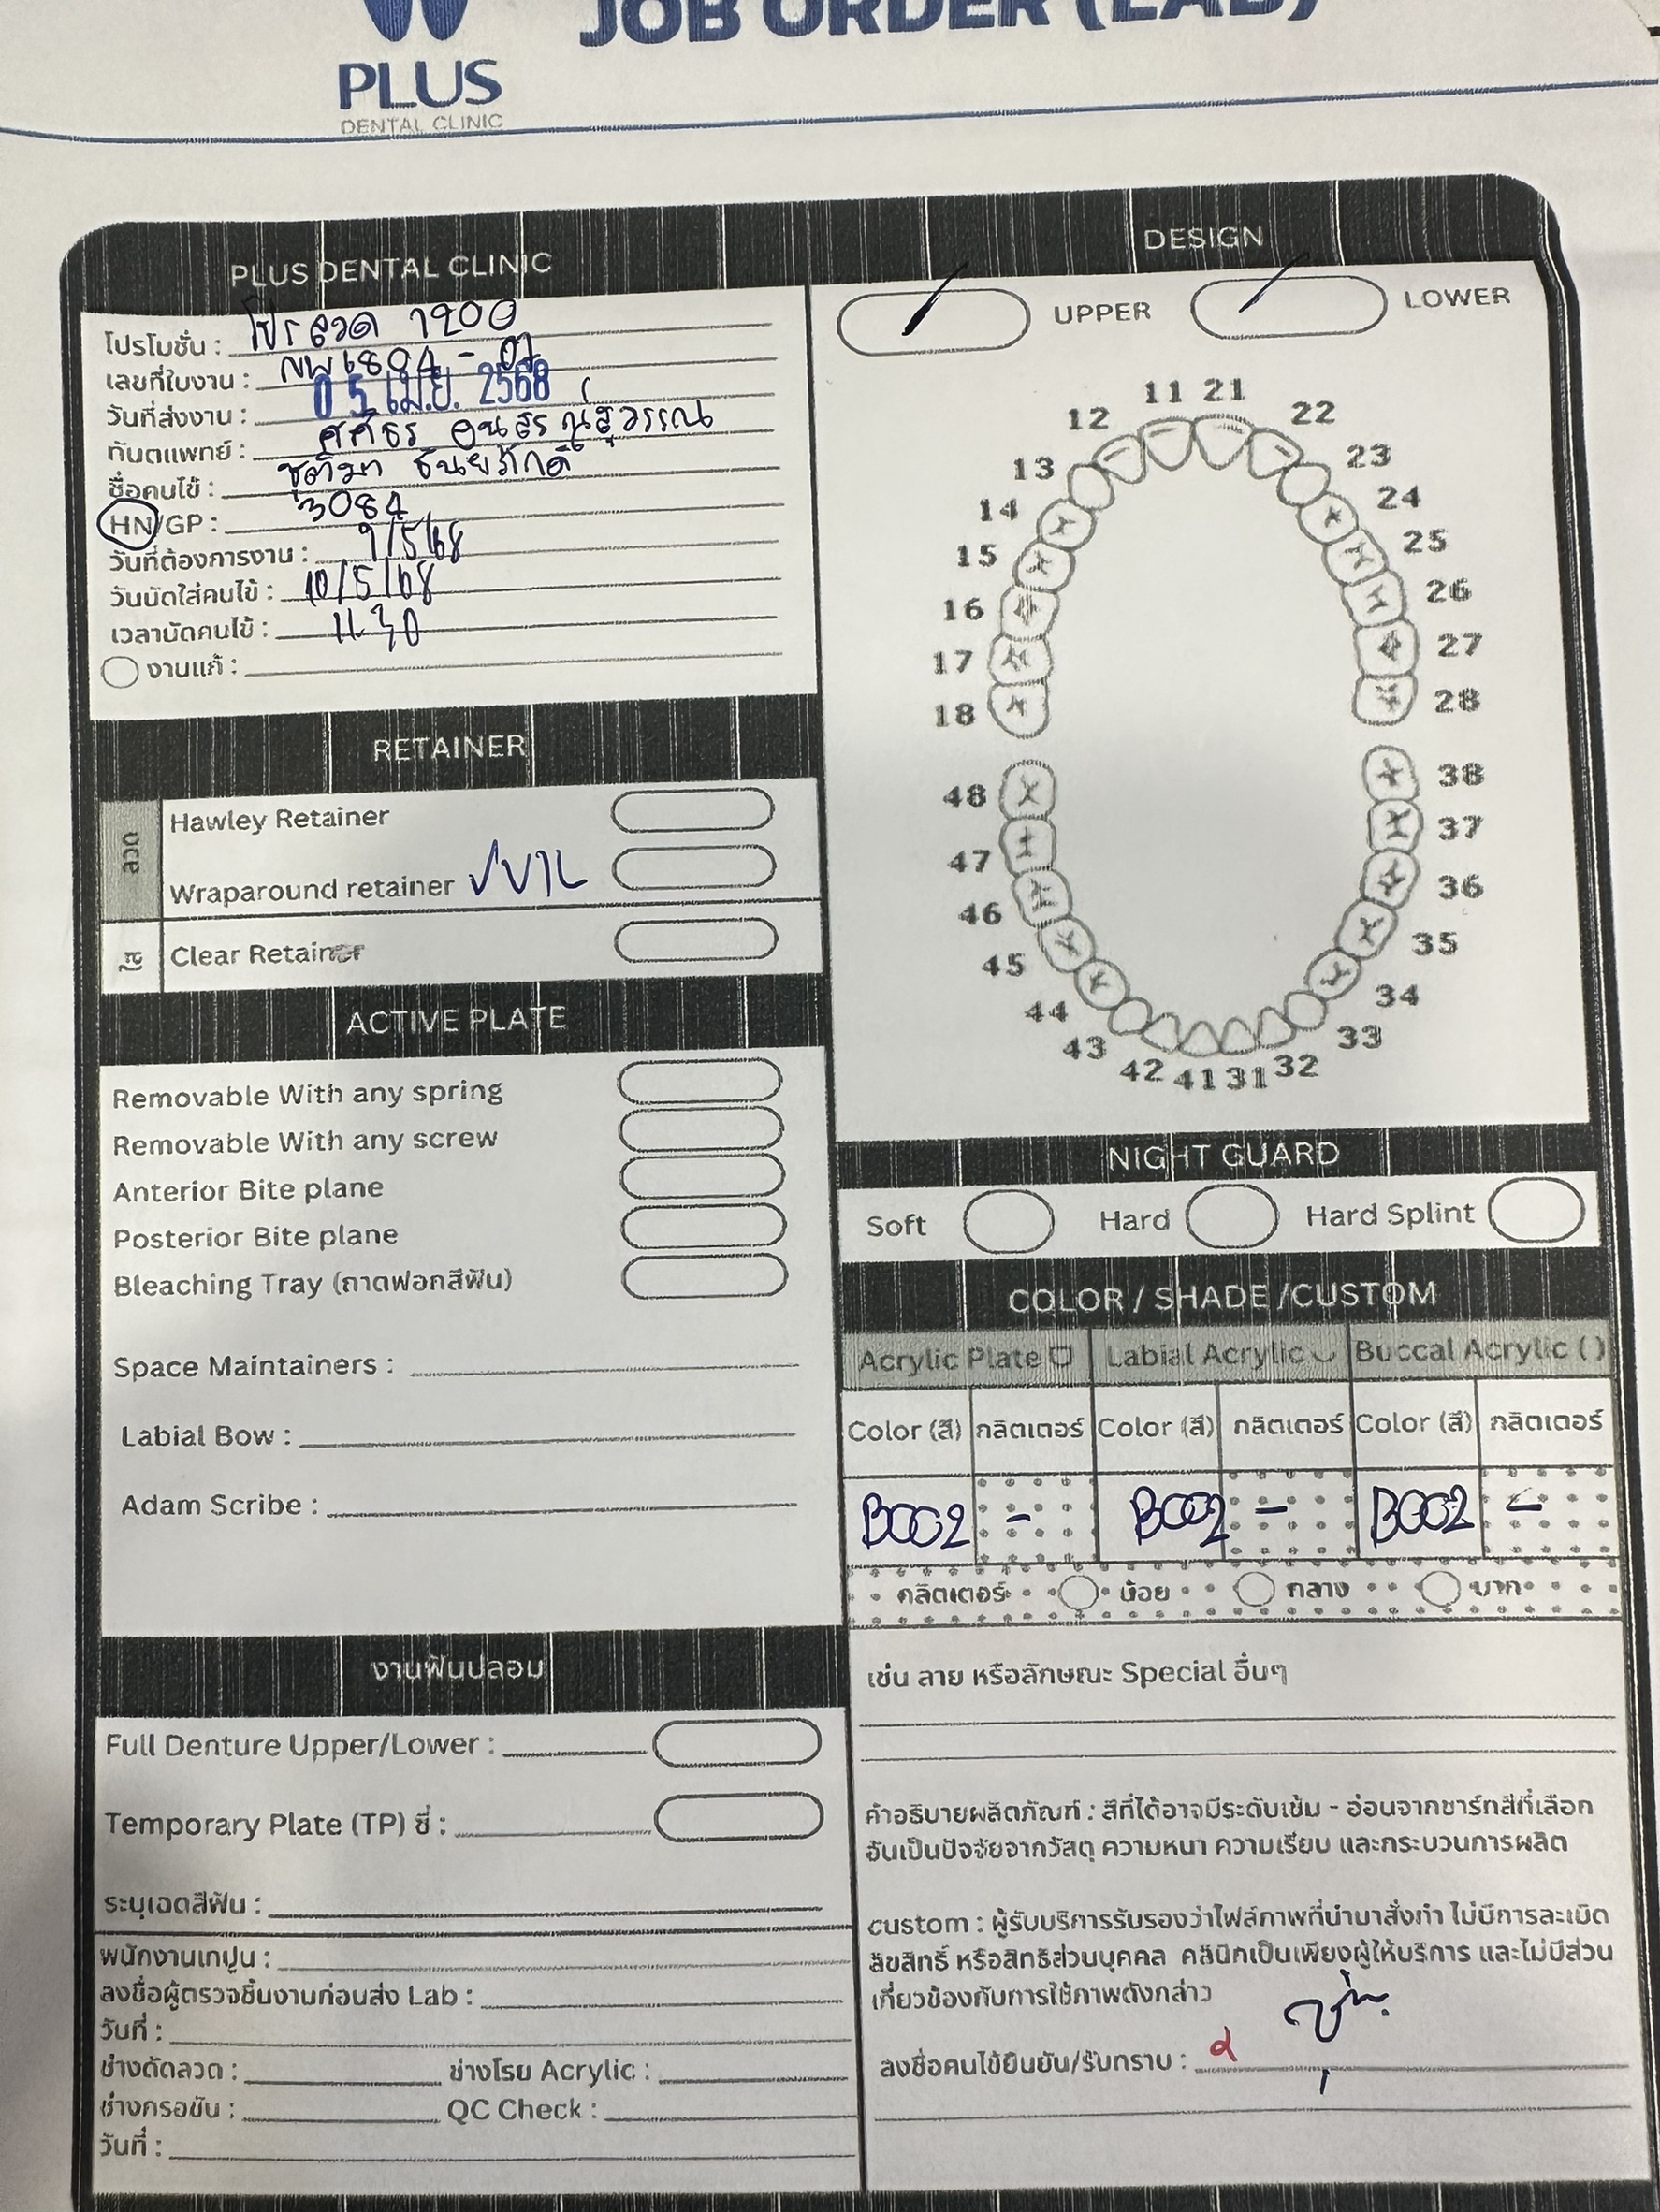 JOB ORDER (LAB)
PLUS
DENTAL CLINIC
PLUS DENTAL CLINIC
โปรโมชั่น : โปรลวด 1200
เลขที่ใบงาน : NW6804 - 07
วันที่ส่งงาน : 0 5 เม.ย. 2568
ทันตแพทย์ : ศศิธร
ชื่อคนไข้ : ชุติมา ธันยภักดี
HN/GP : 3084
วันที่ต้องการงาน : 9/5/68
วันนัดใส่คนไข้ : 10/5/68
เวลานัดคนไข้ : 11.30
งานแก้ :
RETAINER
ลวด
Hawley Retainer
Wraparound retainer
ใส
Clear Retainer
ACTIVE PLATE
Removable With any spring
Removable With any screw
Anterior Bite plane
Posterior Bite plane
Bleaching Tray (ถาดฟอกสีฟัน)
Space Maintainers :
Labial Bow :
Adam Scribe :
งานฟันปลอม
Full Denture Upper/Lower :
Temporary Plate (TP) ซี่ :
ระบุเฉดสีฟัน :
พนักงานเทปูน :
ลงชื่อผู้ตรวจชิ้นงานก่อนส่ง Lab :
วันที่ :
ช่างดัดลวด : ช่างโรย Acrylic :
ช่างกรอขัน : QC Check :
วันที่ :
DESIGN
UPPER LOWER
11 21
12 22
13 23
14 24
15 25
16 26
17 27
18 28
48 38
47 37
46 36
45 35
44 34
43 33
42 41 31 32
NIGHT GUARD
Soft Hard Hard Splint
COLOR / SHADE /CUSTOM
Acrylic Plate Labial Acrylic Buccal Acrylic ( )
Color (สี) กลิตเตอร์ Color (สี) กลิตเตอร์ Color (สี) กลิตเตอร์
B002 - B002 - B002 -
กลิตเตอร์ น้อย กลาง มาก
เช่น ลาย หรือลักษณะ Special อื่นๆ
คำอธิบายผลิตภัณฑ์ : สีที่ได้อาจมีระดับเข้ม - อ่อนจากชาร์ทสีที่เลือก
อันเป็นปัจจัยจากวัสดุ ความหนา ความเรียบ และกระบวนการผลิต
custom : ผู้รับบริการรับรองว่าไฟล์ภาพที่นำมาสั่งทำ ไม่มีการละเมิด
ลิขสิทธิ์ หรือสิทธิส่วนบุคคล คลินิกเป็นเพียงผู้ให้บริการ และไม่มีส่วน
เกี่ยวข้องกับการใช้ภาพดังกล่าว
ลงชื่อคนไข้ยืนยัน/รับทราบ :